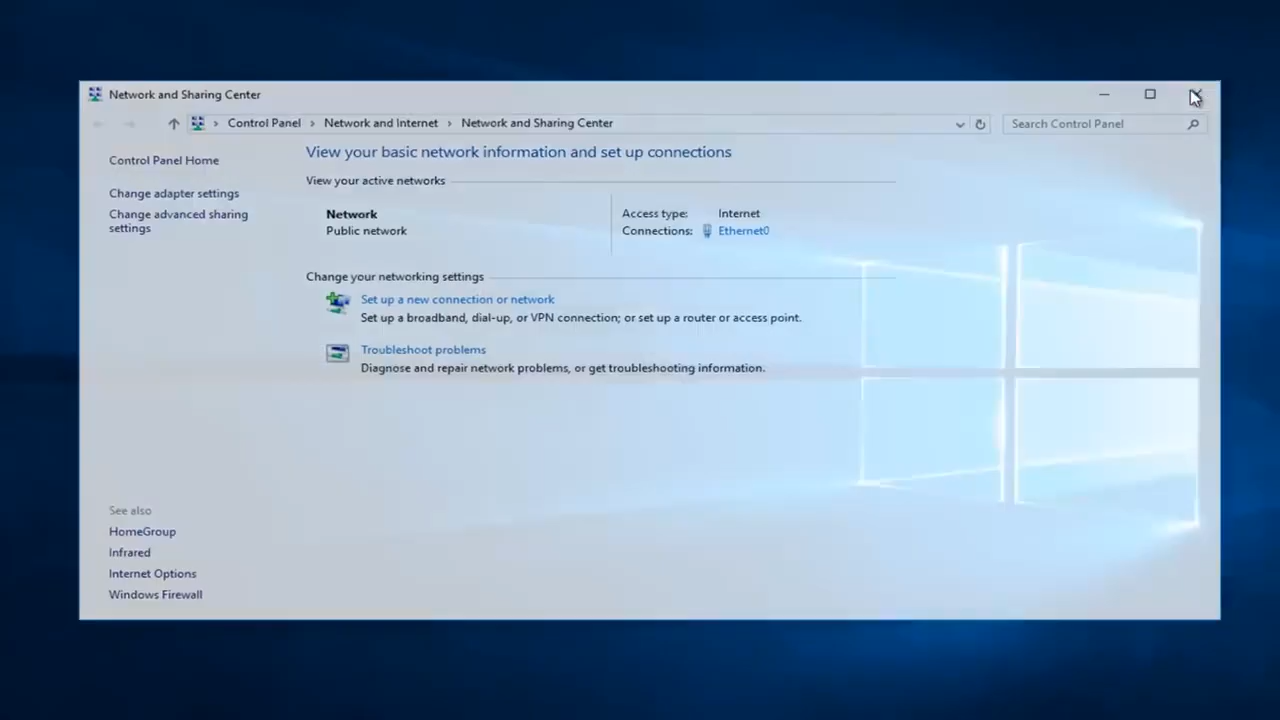 Network and Sharing Center
Control Panel > Network and Internet > Network and Sharing Center
Search Control Panel
Control Panel Home
Change adapter settings
Change advanced sharing
settings
View your basic network information and set up connections
View your active networks
Network
Public network
Access type: Internet
Connections: Ethernet0
Change your networking settings
Set up a new connection or network
Set up a broadband, dial-up, or VPN connection; or set up a router or access point.
Troubleshoot problems
Diagnose and repair network problems, or get troubleshooting information.
See also
HomeGroup
Infrared
Internet Options
Windows Firewall